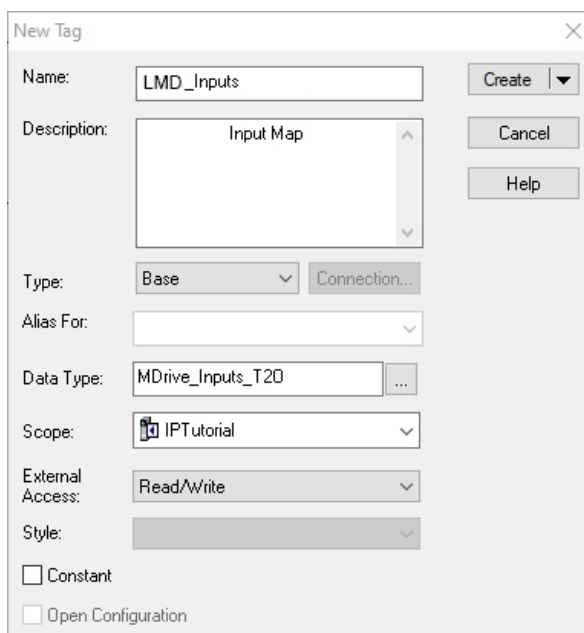 New Tag
Name: LMD_Inputs Create
Description: Input Map Cancel
Help
Type: Base Connection...
Alias For:
Data Type: MDrive_Inputs_T2O ...
Scope: IPTutorial
External
Access: Read/Write
Style:
Constant
Open Configuration